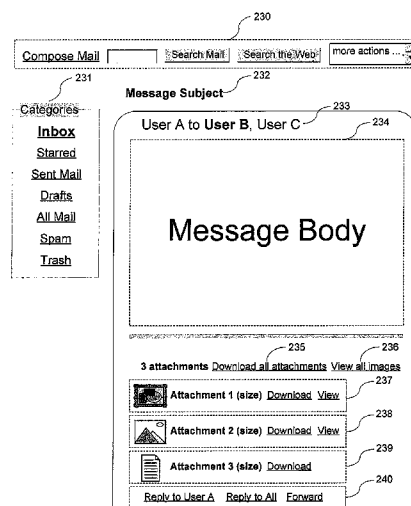 230
Compose Mail Search Mail Search the Web more actions ...
231
232
Categories
Message Subject
233
Inbox
User A to User B, User C
234
Starred
Sent Mail
Drafts
All Mail
Spam
Trash
Message Body
235
236
3 attachments Download all attachments View all images
237
Attachment 1 (size) Download View
238
Attachment 2 (size) Download View
239
Attachment 3 (size) Download
240
Reply to User A Reply to All Forward